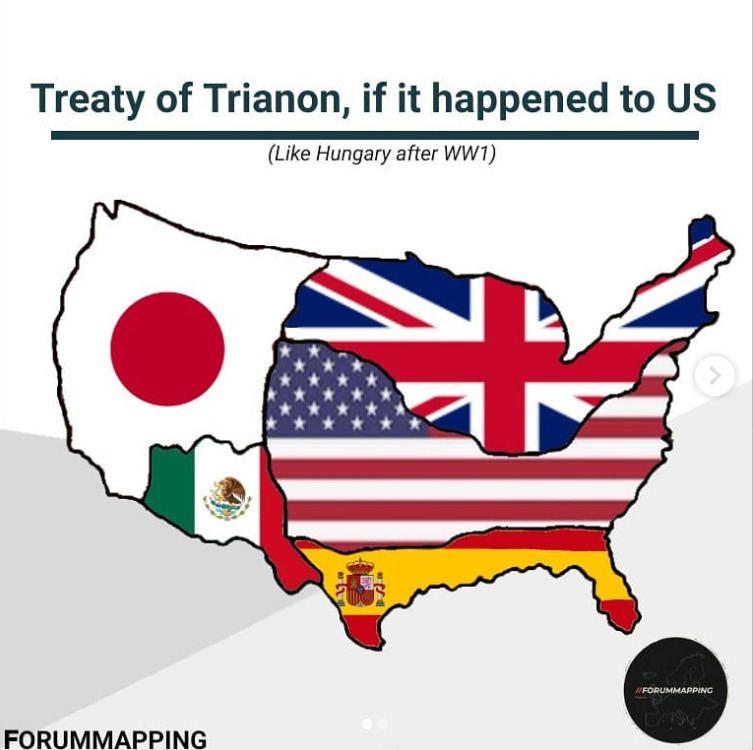 Treaty of Trianon, if it happened to US
(Like Hungary after WW1)
//FORUMMAPPING
FORUMMAPPING